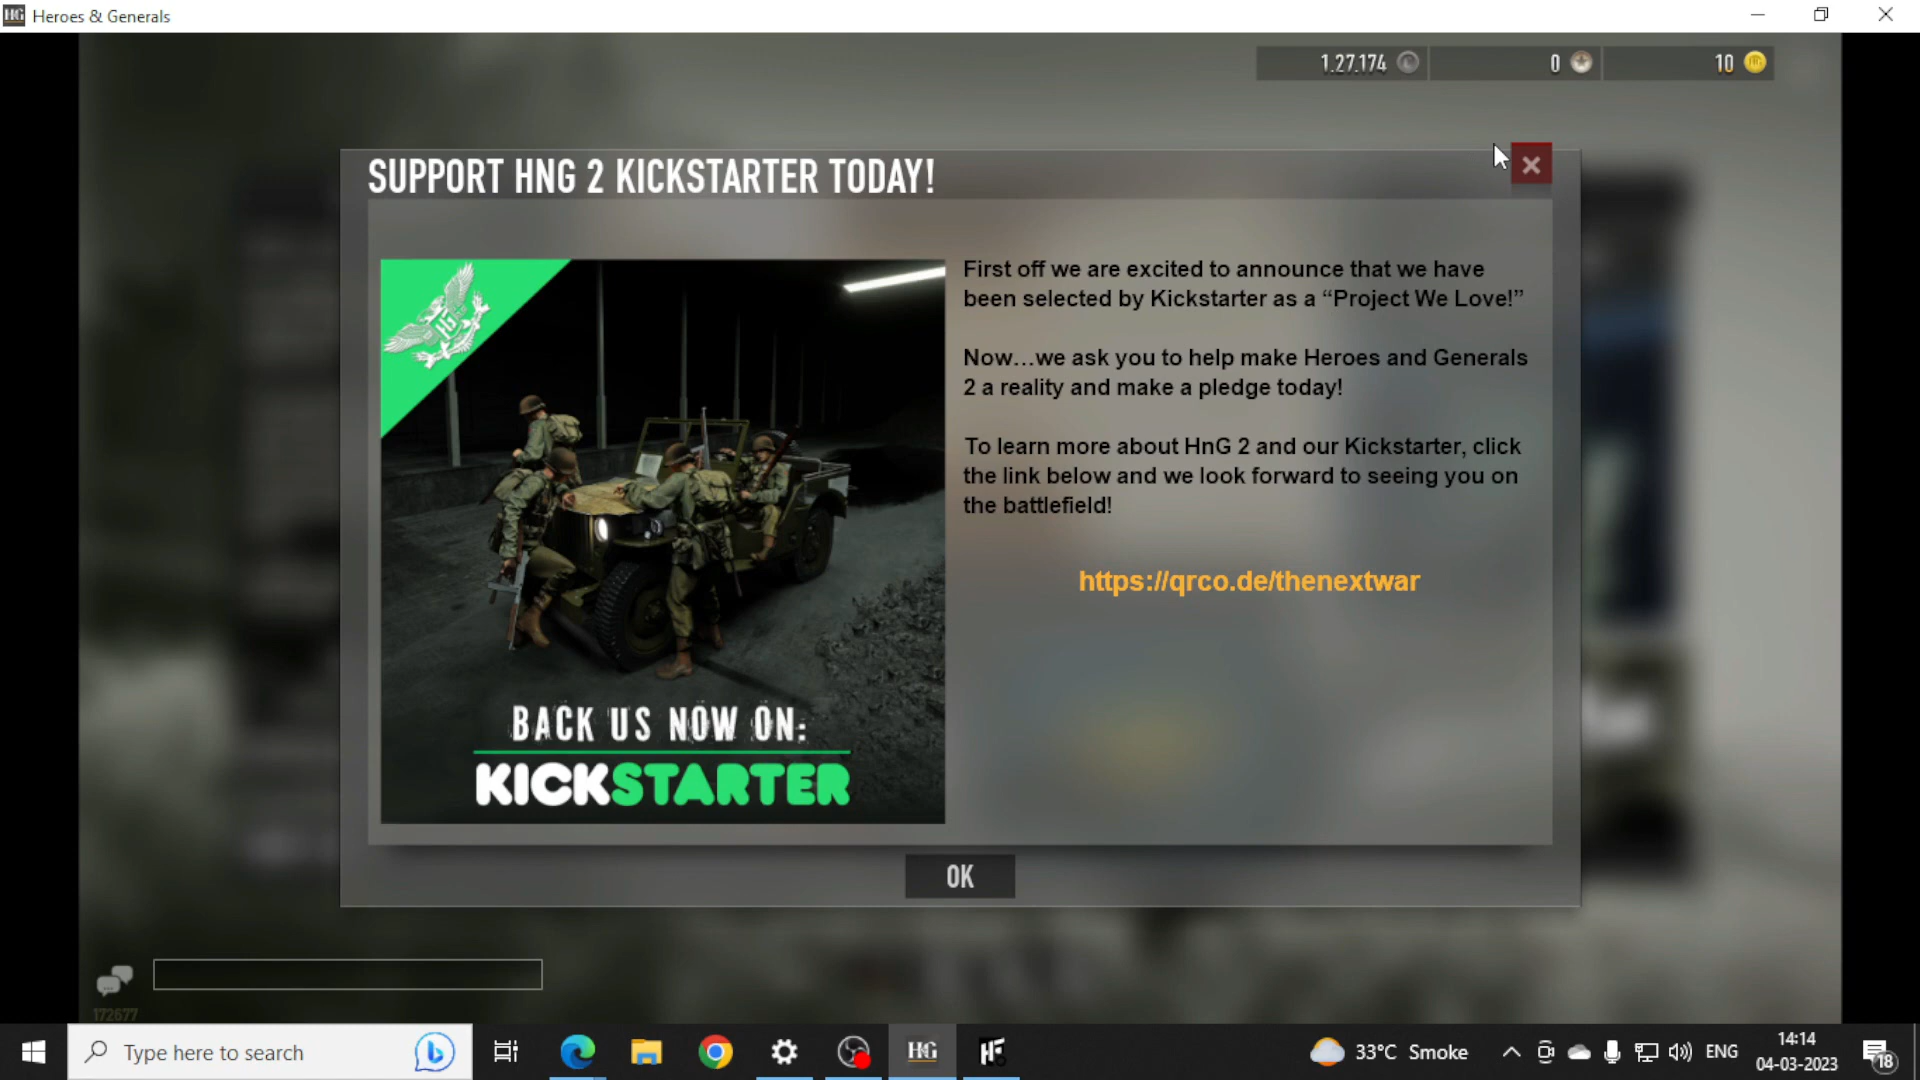 Heroes & Generals
1.27.174
0
10
SUPPORT HNG 2 KICKSTARTER TODAY!
First off we are excited to announce that we have
been selected by Kickstarter as a “Project We Love!”
Now...we ask you to help make Heroes and Generals
2 a reality and make a pledge today!
To learn more about HnG 2 and our Kickstarter, click
the link below and we look forward to seeing you on
the battlefield!
https://qrco.de/thenextwar
BACK US NOW ON:
KICKSTARTER
OK
172677
Type here to search
33°C Smoke
ENG
14:14
04-03-2023
18